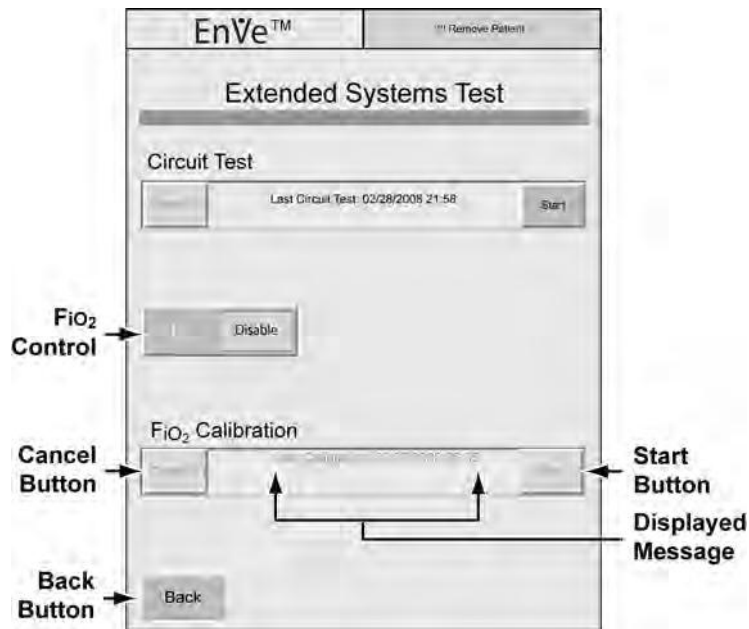 EnVe™
!!! Remove Patient
Extended Systems Test
Circuit Test
Last Circuit Test: 02/28/2008 21:58
Start
FiO₂
Control
Disable
FiO₂ Calibration
Cancel
Button
Start
Button
Displayed
Message
Back
Button
Back